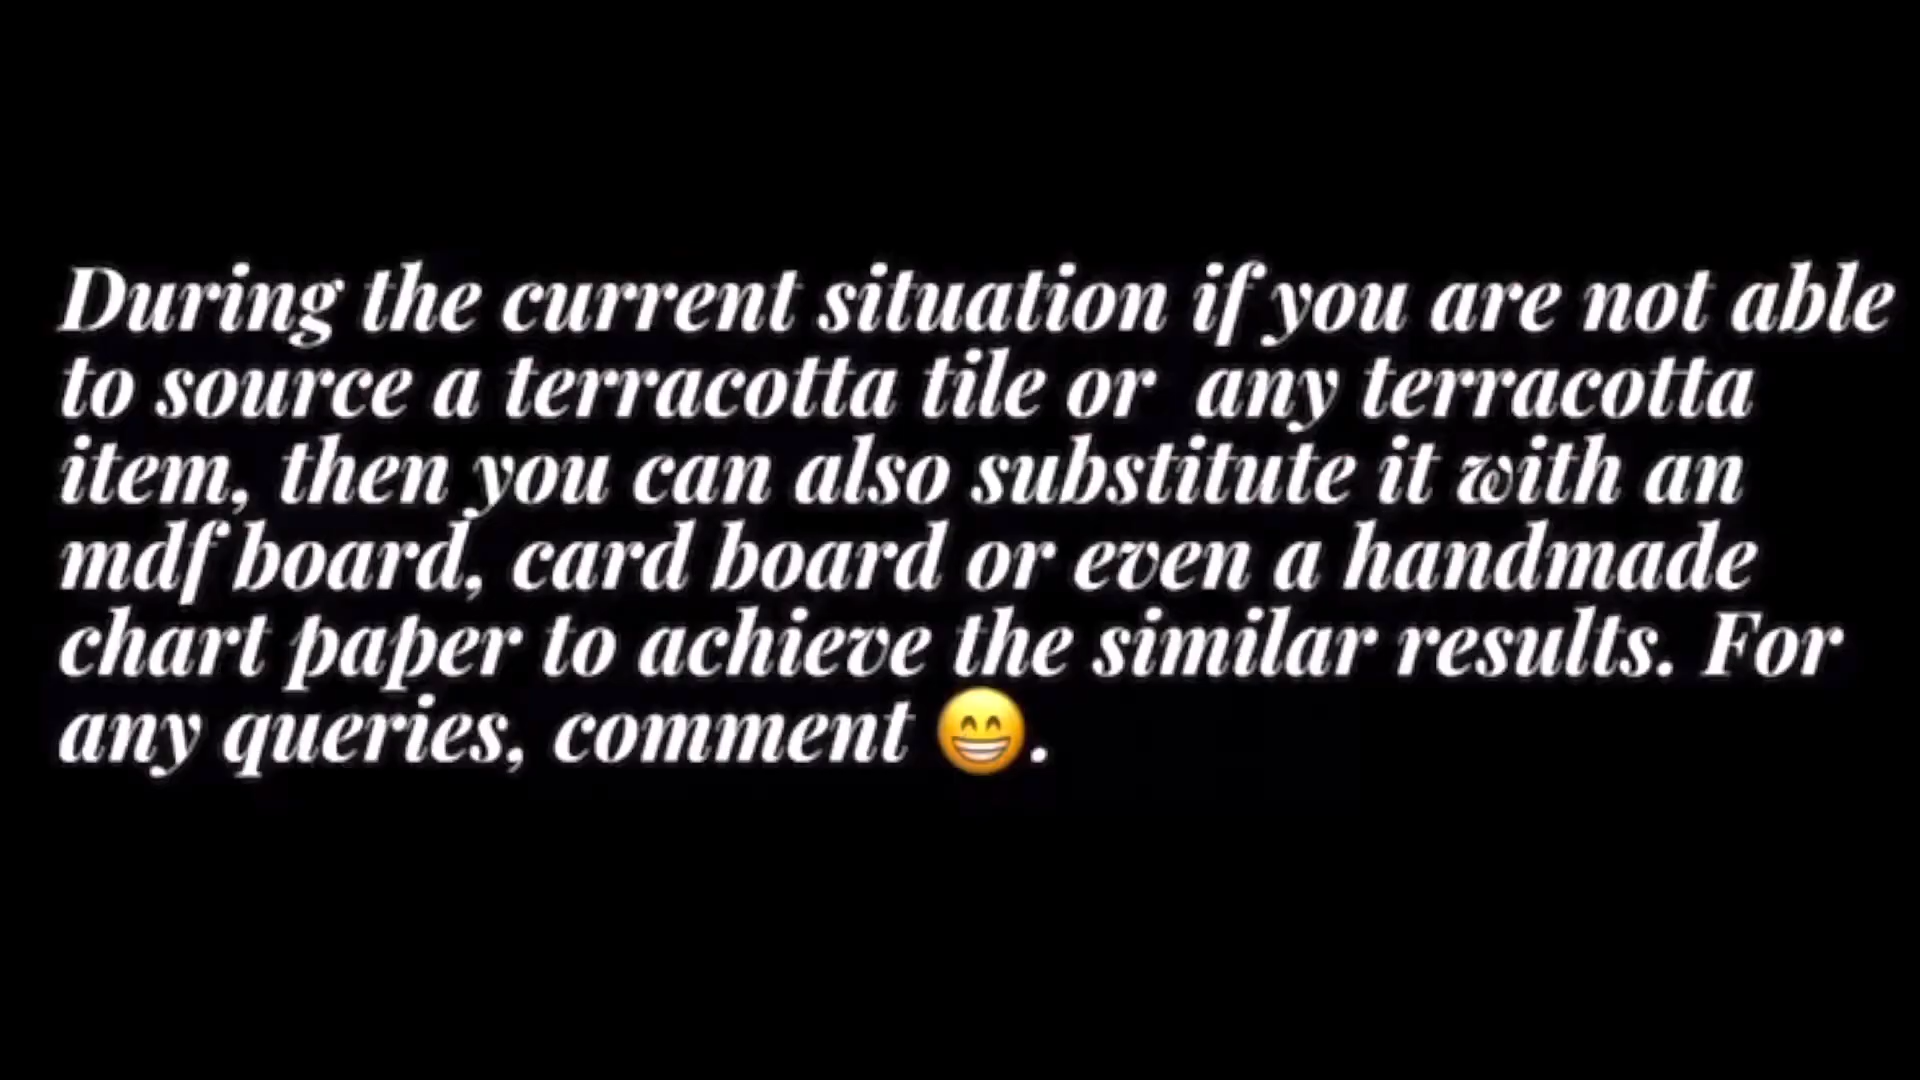 During the current situation if you are not able
to source a terracotta tile or  any terracotta
item, then you can also substitute it with an
mdf board, card board or even a handmade
chart paper to achieve the similar results. For
any queries, comment 😁.